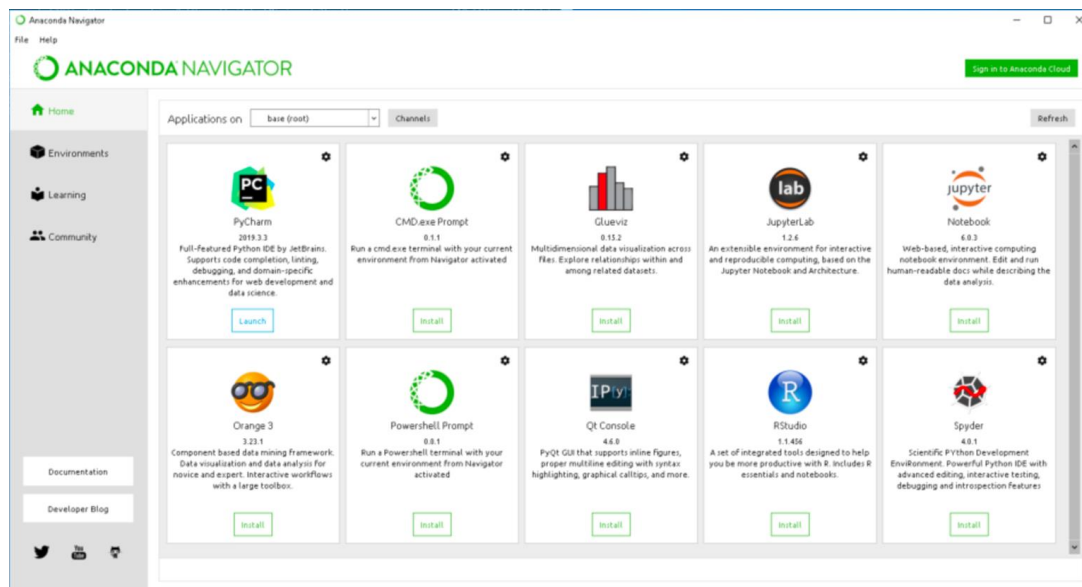 Anaconda Navigator
File Help
ANACONDA NAVIGATOR
Sign in to Anaconda Cloud
Home
Environments
Learning
Community
Documentation
Developer Blog
You
Tube
Applications on base (root) Channels Refresh
PC
PyCharm
2019.3.3
Full-featured Python IDE by JetBrains.
Supports code completion, linting,
debugging, and domain-specific
enhancements for web development and
data science.
Launch
CMD.exe Prompt
0.1.1
Run a cmd.exe terminal with your current
environment from Navigator activated
Install
Glueviz
0.15.2
Multidimensional data visualization across
files. Explore relationships within and
among related datasets.
Install
lab
JupyterLab
1.2.6
An extensible environment for interactive
and reproducible computing, based on the
Jupyter Notebook and Architecture.
Install
jupyter
Notebook
6.0.3
Web-based, interactive computing
notebook environment. Edit and run
human-readable docs while describing the
data analysis.
Install
Orange 3
3.23.1
Component based data mining framework.
Data visualization and data analysis for
novice and expert. Interactive workflows
with a large toolbox.
Install
Powershell Prompt
0.0.1
Run a Powershell terminal with your
current environment from Navigator
activated
Install
IP[y]:
Qt Console
4.6.0
PyQt GUI that supports inline figures,
proper multiline editing with syntax
highlighting, graphical calltips, and more.
Install
R
RStudio
1.1.456
A set of integrated tools designed to help
you be more productive with R. Includes R
essentials and notebooks.
Install
Spyder
4.0.1
Scientific PYthon Development
EnviRonment. Powerful Python IDE with
advanced editing, interactive testing,
debugging and introspection features
Install